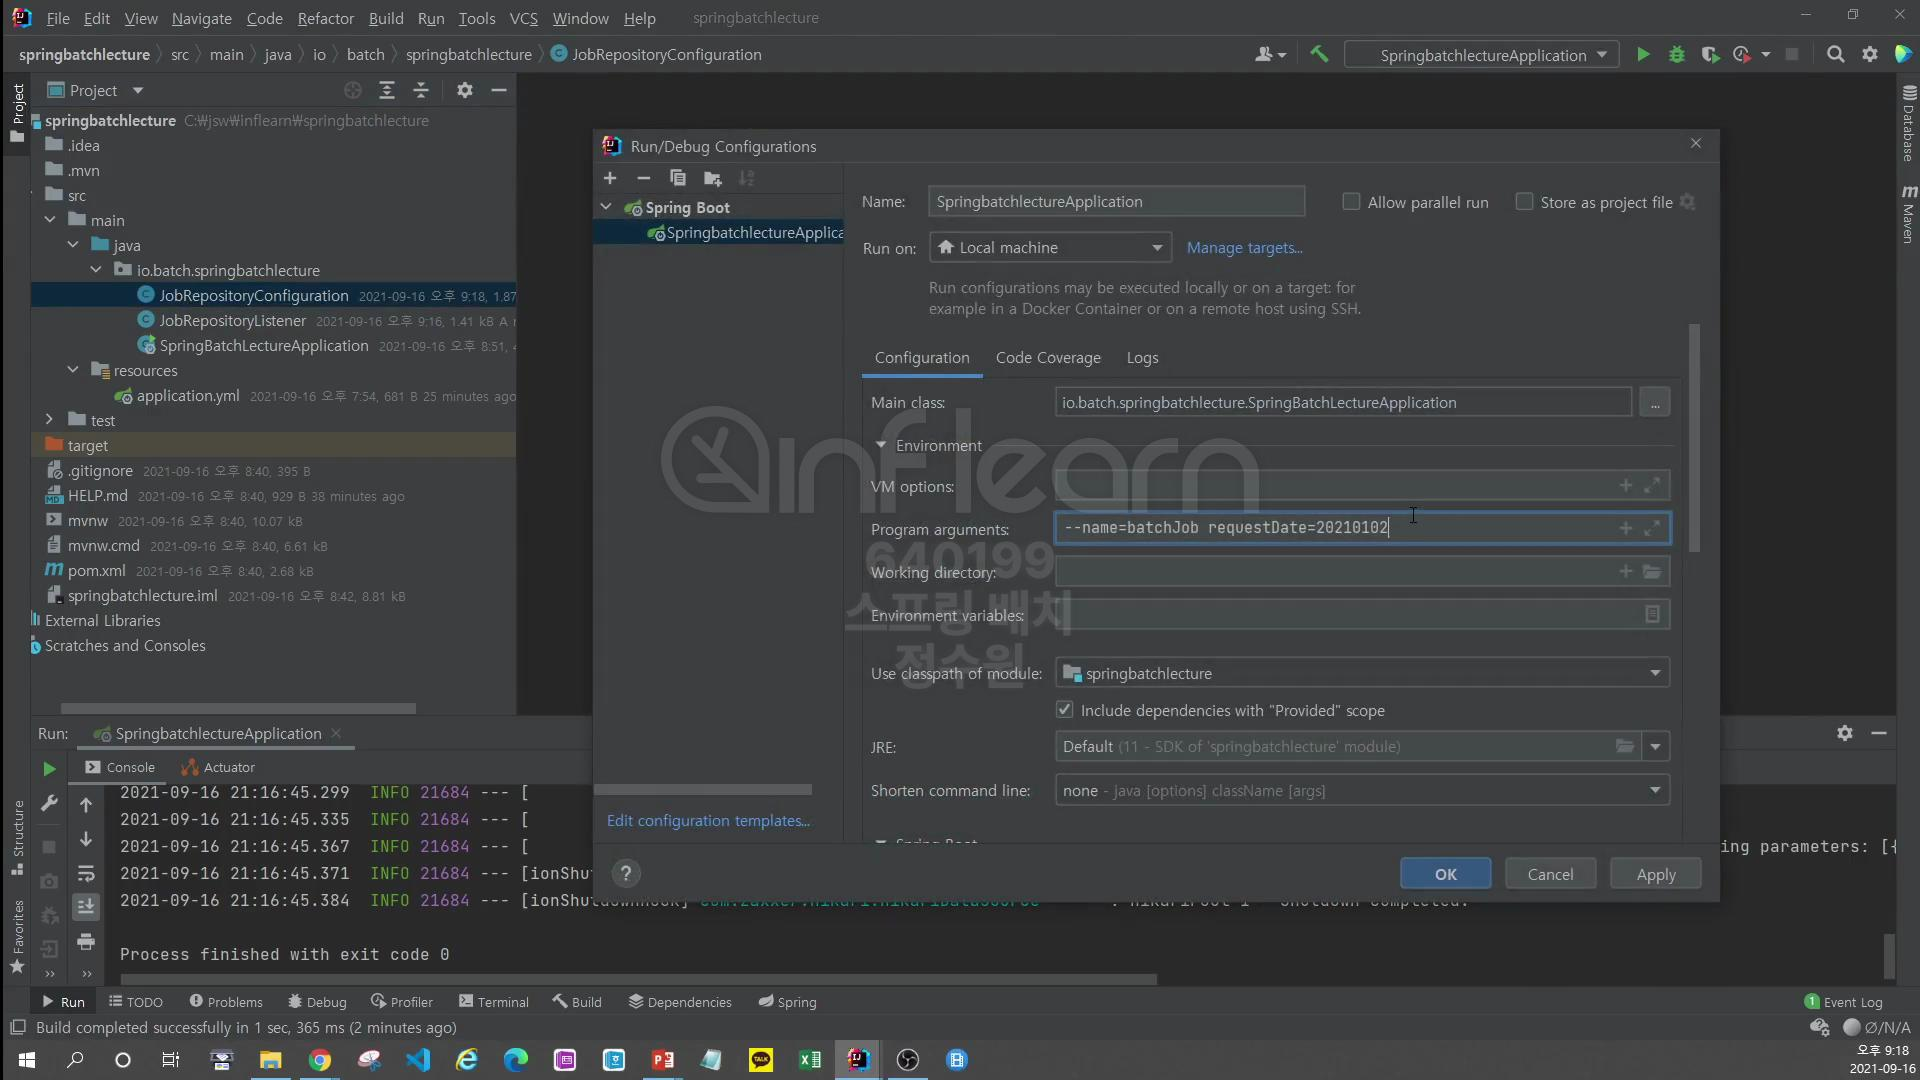 File Edit View Navigate Code Refactor Build Run Tools VCS Window Help springbatchlecture
springbatchlecture src main java io batch springbatchlecture JobRepositoryConfiguration
SpringbatchlectureApplication
Project
springbatchlecture C:\jsw\inflearn\springbatchlecture
.idea
.mvn
src
main
java
io.batch.springbatchlecture
JobRepositoryConfiguration 2021-09-16 오후 9:18, 1.87
JobRepositoryListener 2021-09-16 오후 9:16, 1.41 kB A
SpringBatchLectureApplication 2021-09-16 오후 8:51,
resources
application.yml 2021-09-16 오후 7:54, 681 B 25 minutes ago
test
target
.gitignore 2021-09-16 오후 8:40, 395 B
HELP.md 2021-09-16 오후 8:40, 929 B 38 minutes ago
mvnw 2021-09-16 오후 8:40, 10.07 kB
mvnw.cmd 2021-09-16 오후 8:40, 6.61 kB
pom.xml 2021-09-16 오후 8:40, 2.68 kB
springbatchlecture.iml 2021-09-16 오후 8:42, 8.81 kB
External Libraries
Scratches and Consoles
Project
Structure
Favorites
Database
Maven
Run/Debug Configurations
Spring Boot
SpringbatchlectureApplica
Edit configuration templates...
Name: SpringbatchlectureApplication Allow parallel run Store as project file
Run on: Local machine Manage targets...
Run configurations may be executed locally or on a target: for
example in a Docker Container or on a remote host using SSH.
Configuration Code Coverage Logs
Main class: io.batch.springbatchlecture.SpringBatchLectureApplication ...
Environment
VM options:
Program arguments: --name=batchJob requestDate=20210102
Working directory:
Environment variables:
Use classpath of module: springbatchlecture
Include dependencies with "Provided" scope
JRE: Default (11 - SDK of 'springbatchlecture' module)
Shorten command line: none - java [options] className [args]
Spring Boot
? OK Cancel Apply
inflearn
640199
스프링 배치
정수원
Run: SpringbatchlectureApplication
Console Actuator
2021-09-16 21:16:45.299 INFO 21684 --- [
2021-09-16 21:16:45.335 INFO 21684 --- [
2021-09-16 21:16:45.367 INFO 21684 --- [ ing parameters: [{
2021-09-16 21:16:45.371 INFO 21684 --- [ionShu
2021-09-16 21:16:45.384 INFO 21684 --- [ionShutdownHook] com.zaxxer.hikari.HikariDataSource : HikariPool-1 - Shutdown completed.
Process finished with exit code 0
Run TODO Problems Debug Profiler Terminal Build Dependencies Spring 1 Event Log
Build completed successfully in 1 sec, 365 ms (2 minutes ago) Ø/N/A
오후 9:18
2021-09-16